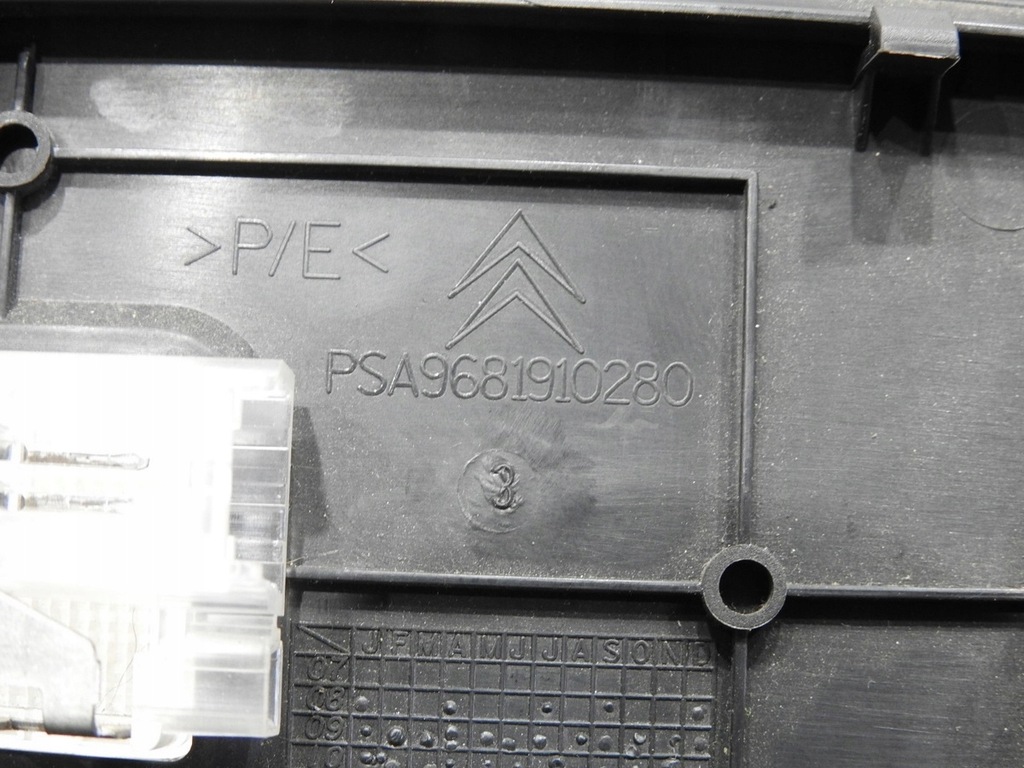 >P/E<
PSA9681910280
3
J F M A M J J A S O N D
07
08
09